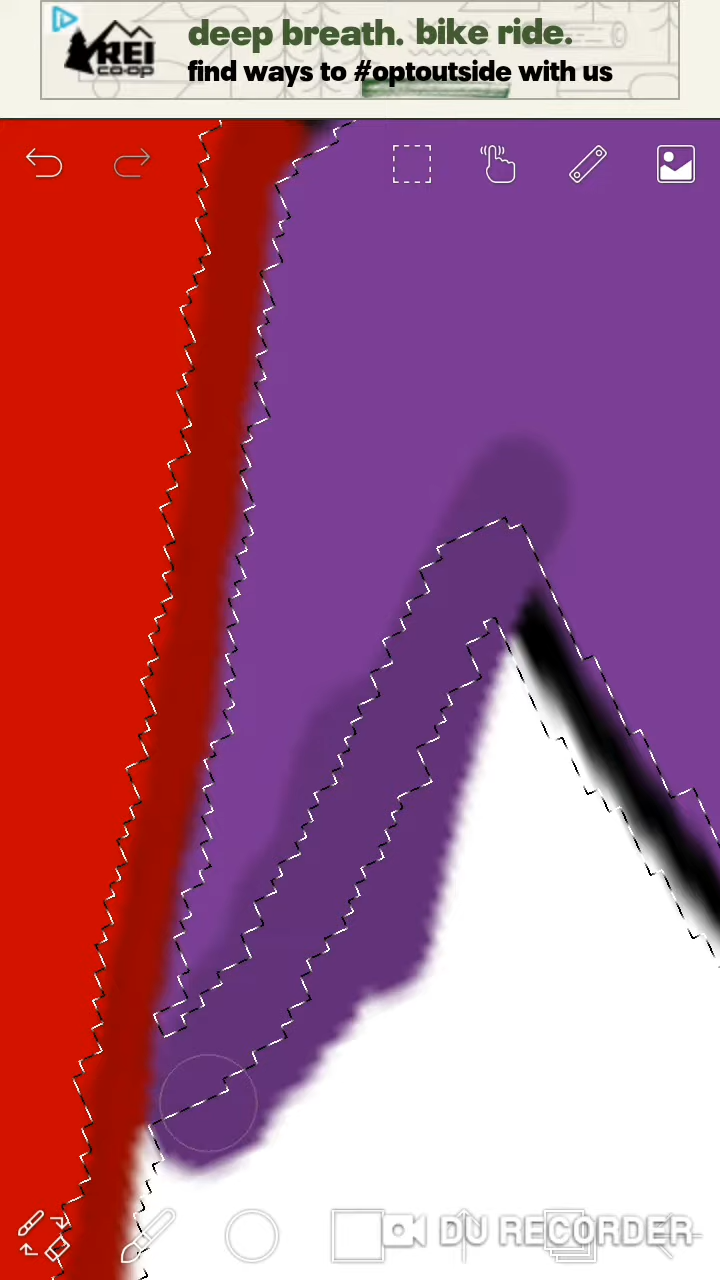 REI
co-op
deep breath. bike ride.
find ways to #optoutside with us
DU RECORDER